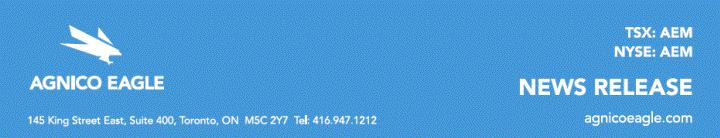 TSX: AEM
NYSE: AEM
AGNICO EAGLE
NEWS RELEASE
145 King Street East, Suite 400, Toronto, ON M5C 2Y7 Tel: 416.947.1212
agnicoeagle.com